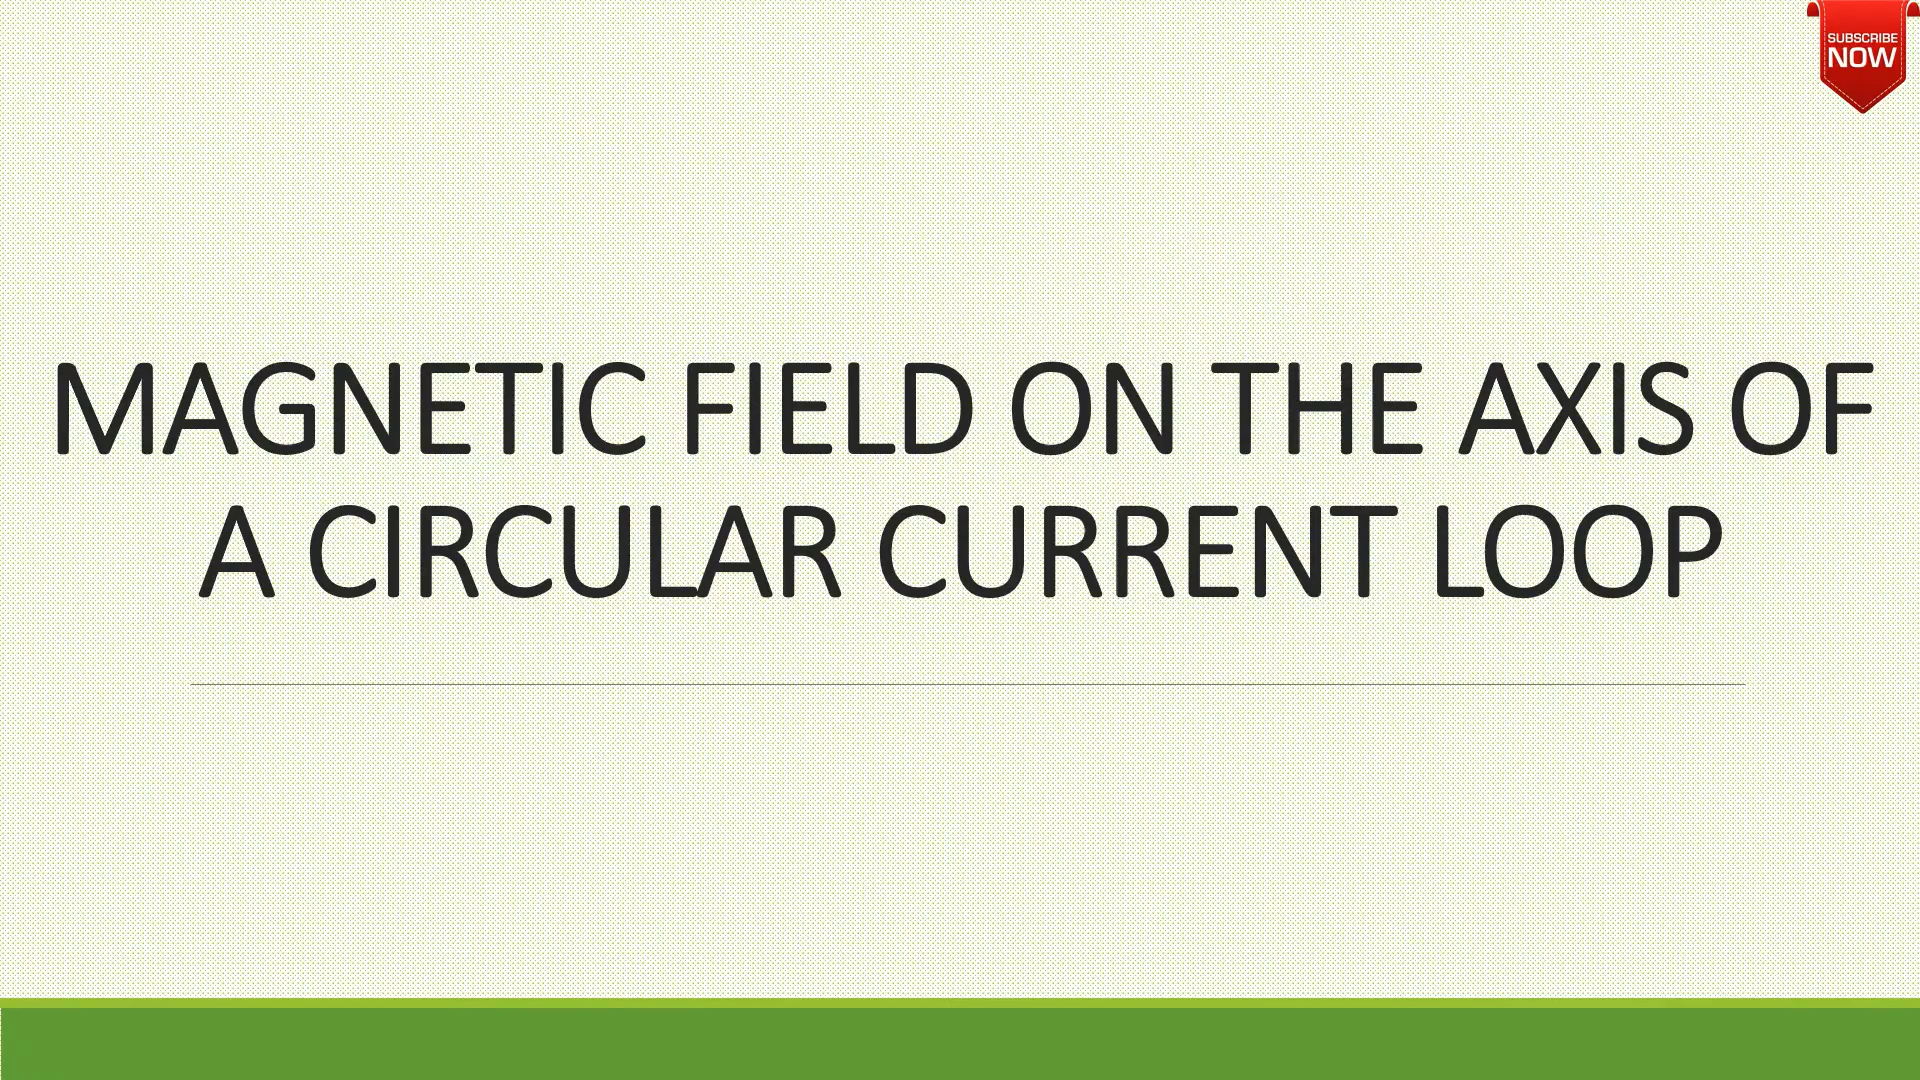 SUBSCRIBE
NOW
MAGNETIC FIELD ON THE AXIS OF
A CIRCULAR CURRENT LOOP